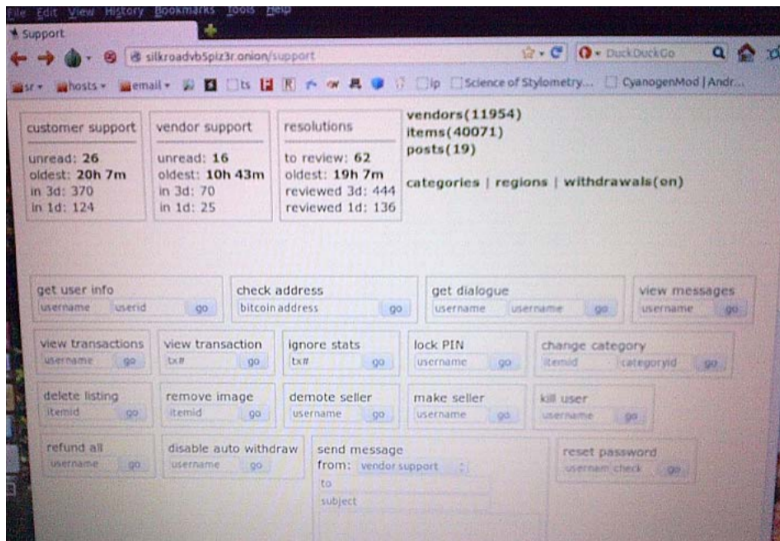 File Edit View History Bookmarks Tools Help
Support
silkroadvb5piz3r.onion/support
DuckDuckGo
sr hosts email ts ip Science of Stylometry... CyanogenMod | Andr...
customer support
unread: 26
oldest: 20h 7m
in 3d: 370
in 1d: 124
vendor support
unread: 16
oldest: 10h 43m
in 3d: 70
in 1d: 25
resolutions
to review: 62
oldest: 19h 7m
reviewed 3d: 444
reviewed 1d: 136
vendors(11954)
items(40071)
posts(19)
categories | regions | withdrawals(on)
get user info
username userid go
check address
bitcoin address go
get dialogue
username username go
view messages
username go
view transactions
username go
view transaction
tx# go
ignore stats
tx# go
lock PIN
username go
change category
itemid categoryid go
delete listing
itemid go
remove image
itemid go
demote seller
username go
make seller
username go
kill user
username go
refund all
username go
disable auto withdraw
username go
send message
from: vendor support
to
subject
reset password
usernam check go